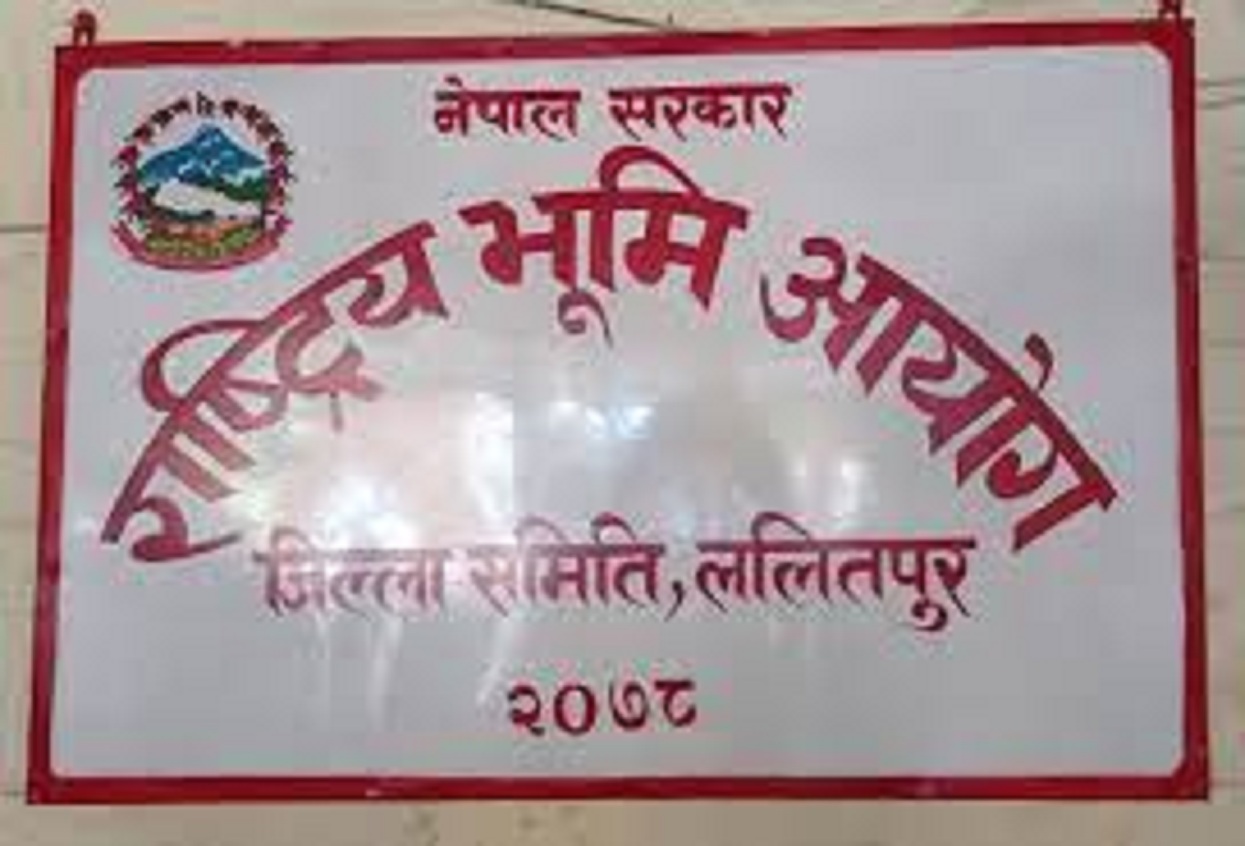 नेपाल सरकार
राष्ट्रिय भूमि आयोग
जिल्ला समिति, ललितपुर
२०७८